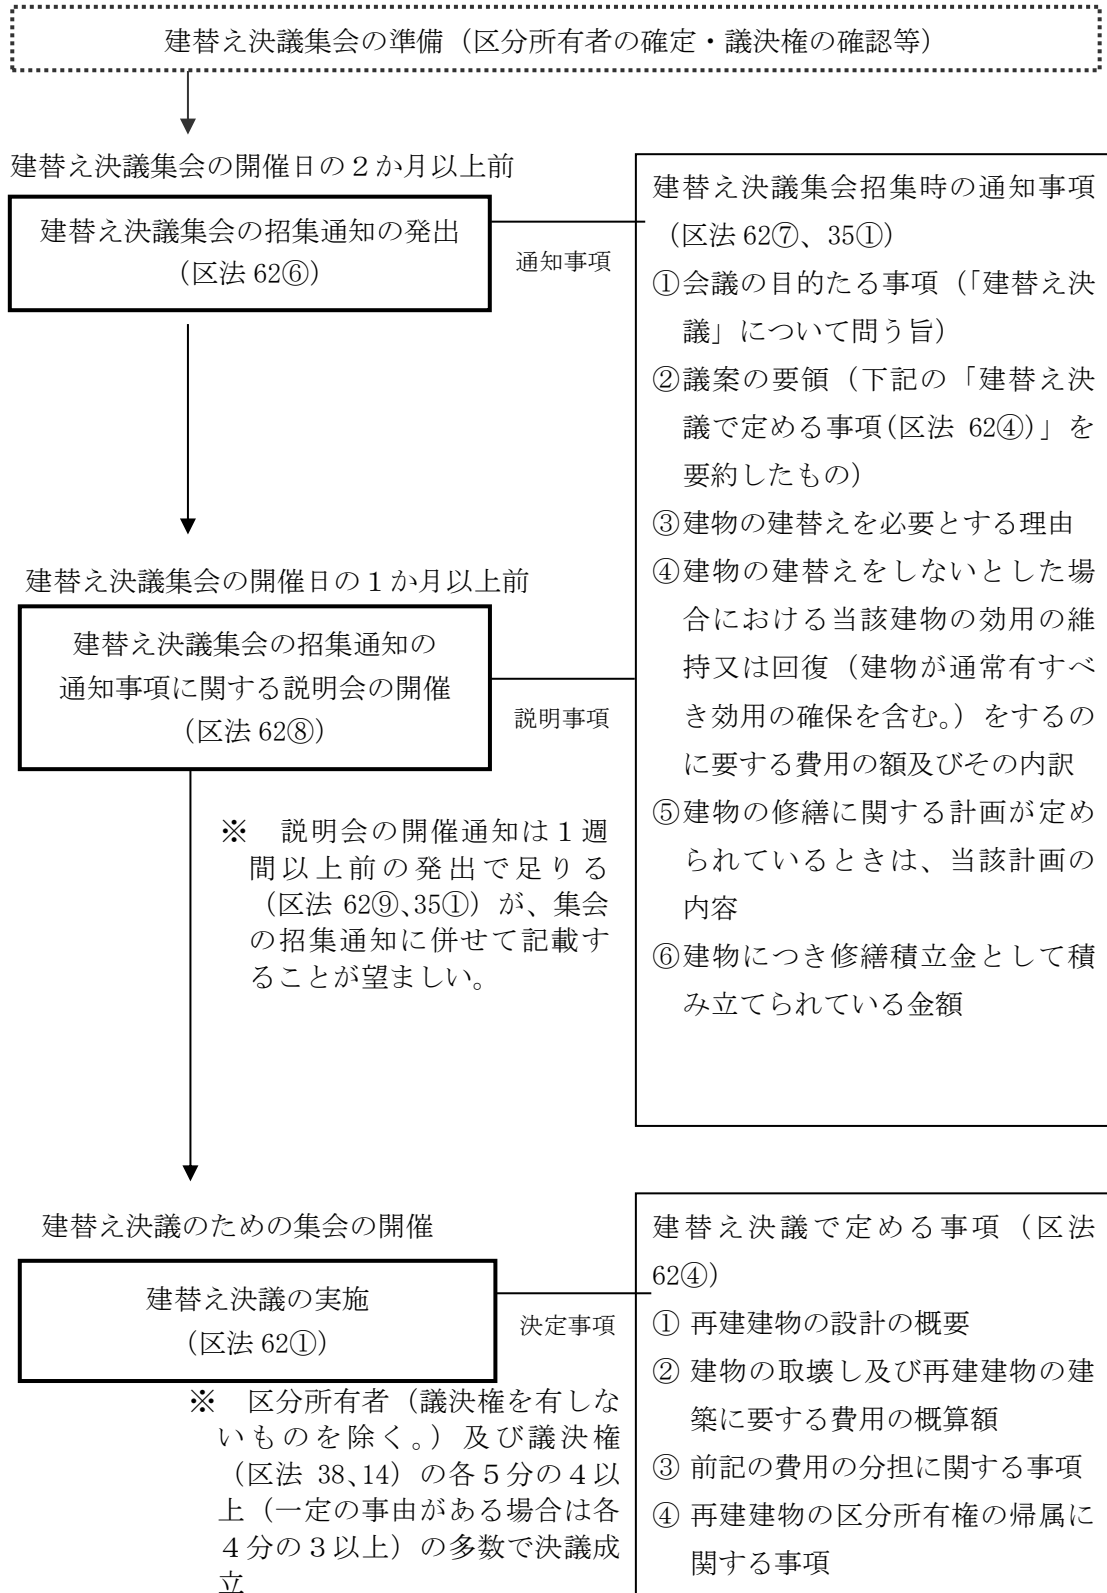 建替え決議集会の準備（区分所有者の確定・議決権の確認等）
建替え決議集会の開催日の２か月以上前
建替え決議集会の招集通知の発出
（区法 62⑥）
通知事項
建替え決議集会招集時の通知事項
（区法 62⑦、35①）
①会議の目的たる事項（「建替え決
議」について問う旨）
②議案の要領（下記の「建替え決
議で定める事項(区法 62④)」を
要約したもの）
③建物の建替えを必要とする理由
④建物の建替えをしないとした場
合における当該建物の効用の維
持又は回復（建物が通常有すべ
き効用の確保を含む。）をするの
に要する費用の額及びその内訳
⑤建物の修繕に関する計画が定め
られているときは、当該計画の
内容
⑥建物につき修繕積立金として積
み立てられている金額
建替え決議集会の開催日の１か月以上前
建替え決議集会の招集通知の
通知事項に関する説明会の開催
（区法 62⑧）
説明事項
※　説明会の開催通知は１週
間以上前の発出で足りる
（区法 62⑨、35①）が、集会
の招集通知に併せて記載す
ることが望ましい。
建替え決議のための集会の開催
建替え決議の実施
（区法 62①）
決定事項
※　区分所有者（議決権を有しな
いものを除く。）及び議決権
（区法 38、14）の各５分の４以
上（一定の事由がある場合は各
４分の３以上）の多数で決議成
立
建替え決議で定める事項（区法
62④）
① 再建建物の設計の概要
② 建物の取壊し及び再建建物の建
築に要する費用の概算額
③ 前記の費用の分担に関する事項
④ 再建建物の区分所有権の帰属に
関する事項